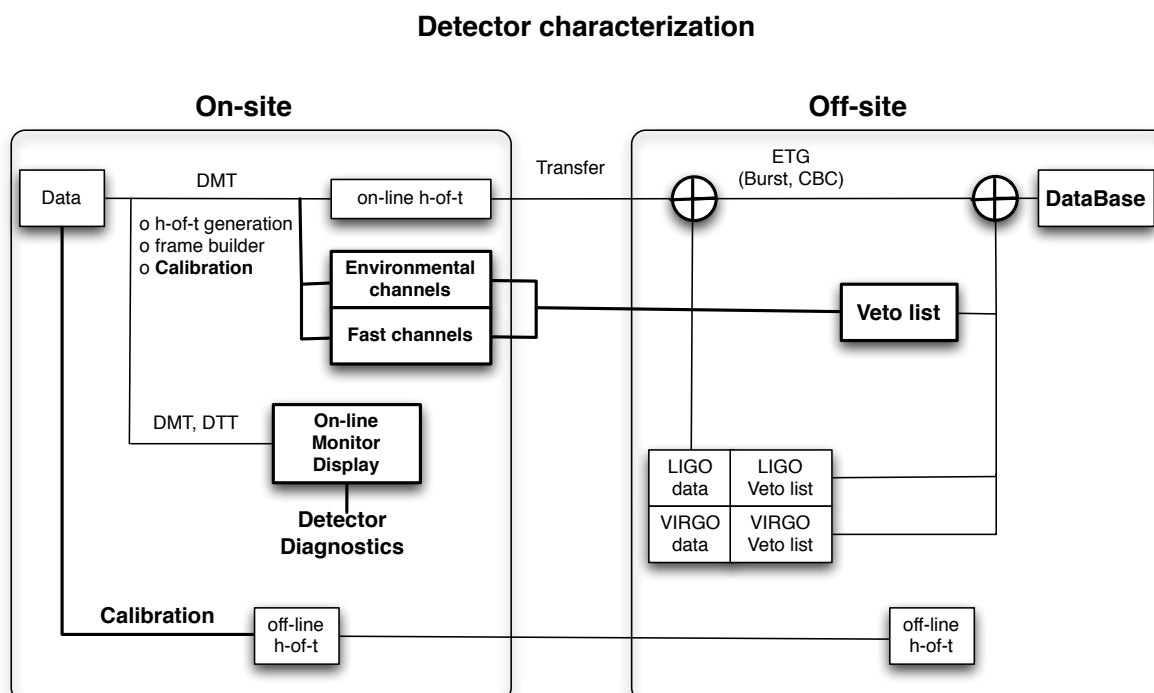 Detector characterization
On-site
Off-site
Data
DMT
on-line h-of-t
Transfer
ETG
(Burst, CBC)
DataBase
o h-of-t generation
o frame builder
o Calibration
Environmental
channels
Fast channels
Veto list
DMT, DTT
On-line
Monitor
Display
Detector
Diagnostics
LIGO
data
LIGO
Veto list
VIRGO
data
VIRGO
Veto list
Calibration
off-line
h-of-t
off-line
h-of-t